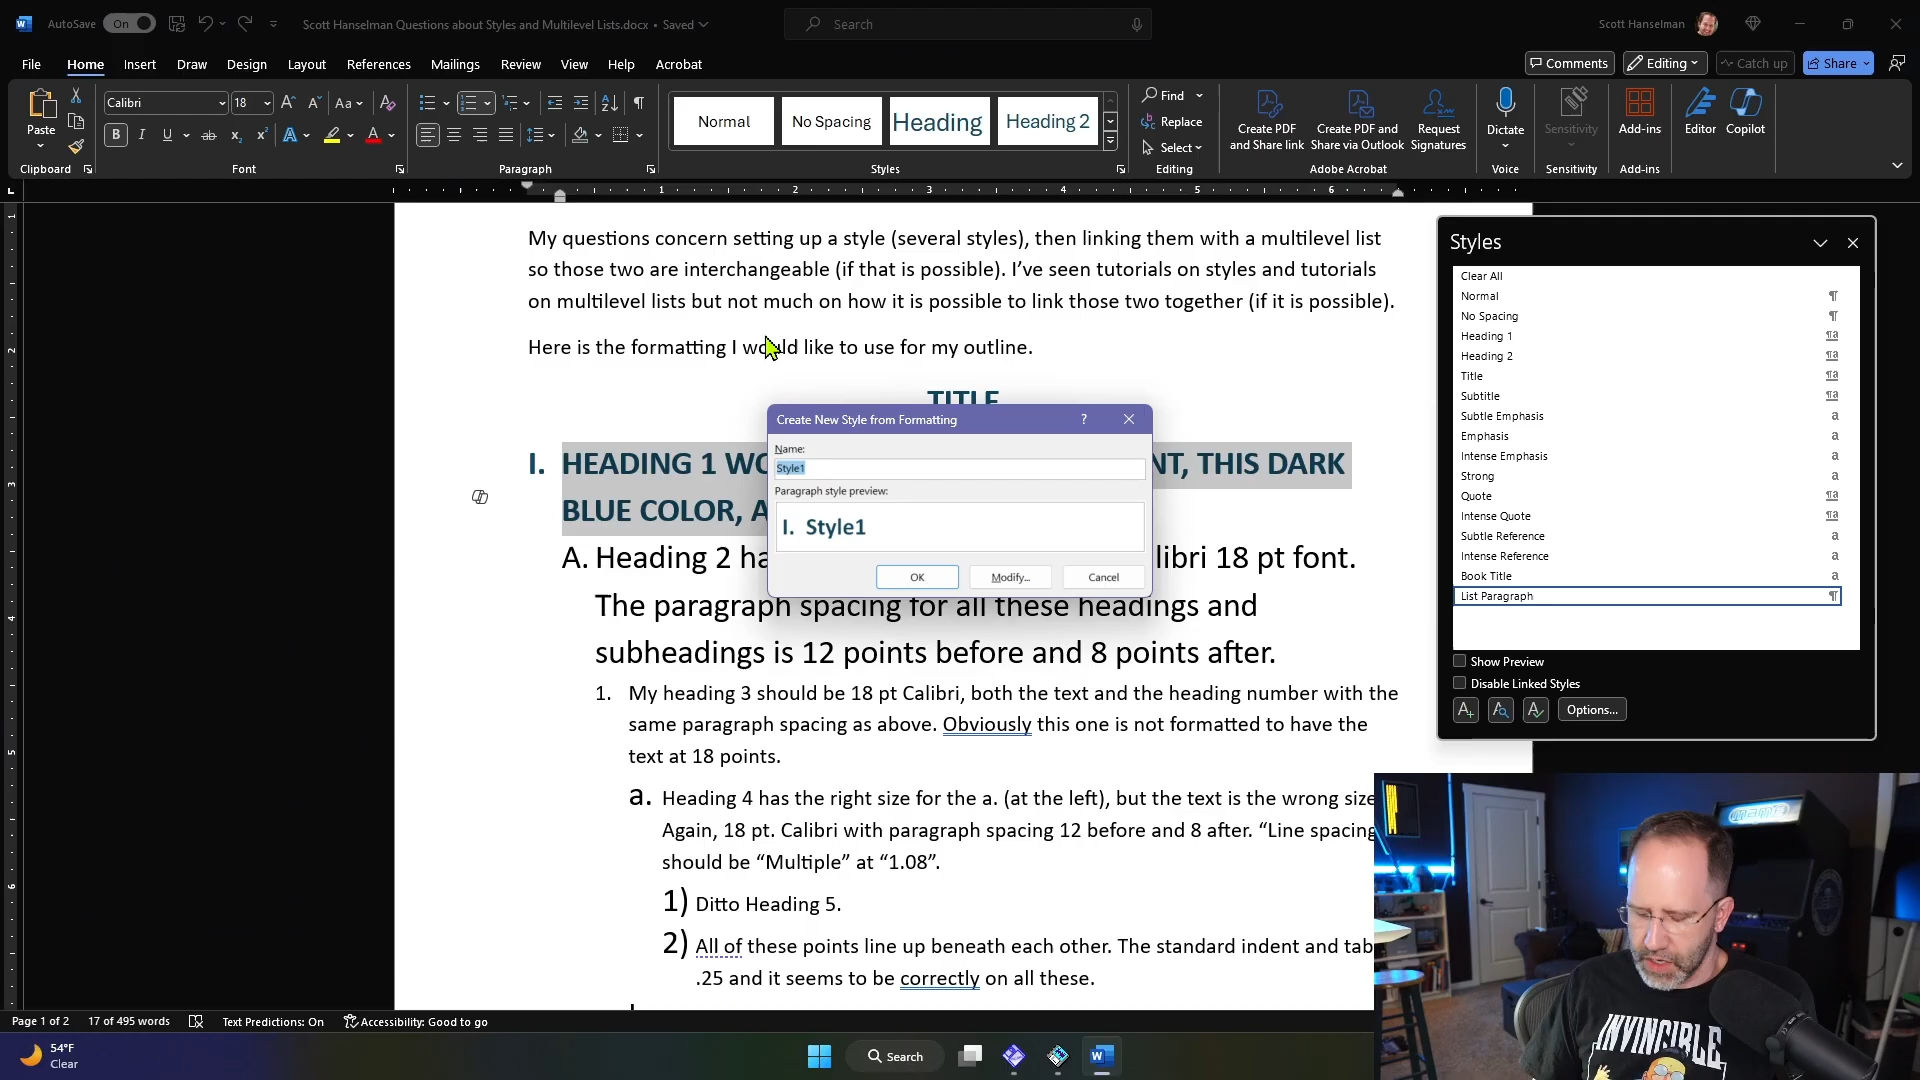 AutoSave On Scott Hanselman Questions about Styles and Multilevel Lists.docx • Saved Search Scott Hanselman
File Home Insert Draw Design Layout References Mailings Review View Help Acrobat Comments Editing Catch up Share
Paste
Clipboard
Calibri 18
Font
Paragraph
Normal No Spacing Heading Heading 2
Styles
Find
Replace
Select
Editing
Create PDF and Share link
Create PDF and Share via Outlook
Request Signatures
Adobe Acrobat
Dictate
Voice
Sensitivity
Sensitivity
Add-ins
Add-ins
Editor
Copilot
1 2 3 4 5 6
My questions concern setting up a style (several styles), then linking them with a multilevel list
so those two are interchangeable (if that is possible). I’ve seen tutorials on styles and tutorials
on multilevel lists but not much on how it is possible to link those two together (if it is possible).
Here is the formatting I would like to use for my outline.
TITLE
I. HEADING 1 WO NT, THIS DARK
BLUE COLOR, A
A. Heading 2 ha libri 18 pt font.
The paragraph spacing for all these headings and
subheadings is 12 points before and 8 points after.
1. My heading 3 should be 18 pt Calibri, both the text and the heading number with the
same paragraph spacing as above. Obviously this one is not formatted to have the
text at 18 points.
a. Heading 4 has the right size for the a. (at the left), but the text is the wrong size
Again, 18 pt. Calibri with paragraph spacing 12 before and 8 after. “Line spacing
should be “Multiple” at “1.08”.
1) Ditto Heading 5.
2) All of these points line up beneath each other. The standard indent and tab
.25 and it seems to be correctly on all these.
Create New Style from Formatting ?
Name:
Style1
Paragraph style preview:
I. Style1
OK Modify... Cancel
Styles
Clear All
Normal
No Spacing
Heading 1
Heading 2
Title
Subtitle
Subtle Emphasis
Emphasis
Intense Emphasis
Strong
Quote
Intense Quote
Subtle Reference
Intense Reference
Book Title
List Paragraph
Show Preview
Disable Linked Styles
Options...
INVINCIBLE
Page 1 of 2 17 of 495 words Text Predictions: On Accessibility: Good to go
54°F
Clear
Search